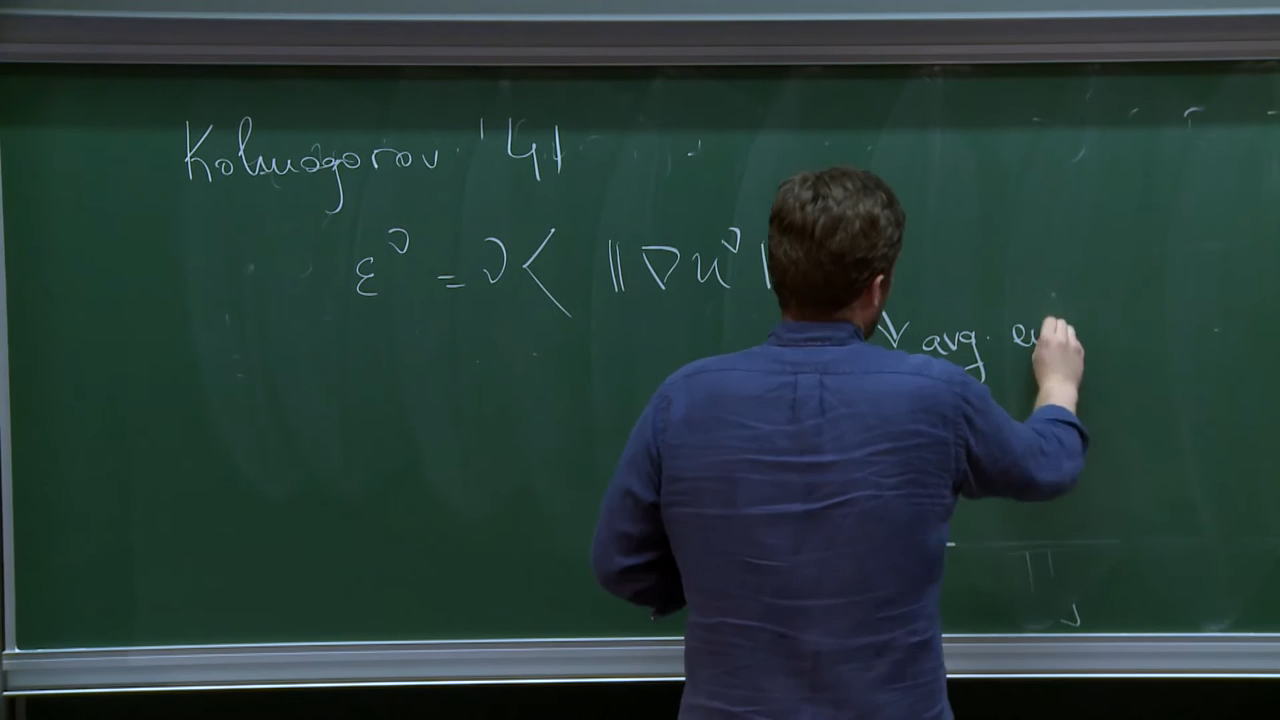 Kolmogorov '41
ε^ν = ν < ‖ ∇u^ν ‖
avg.